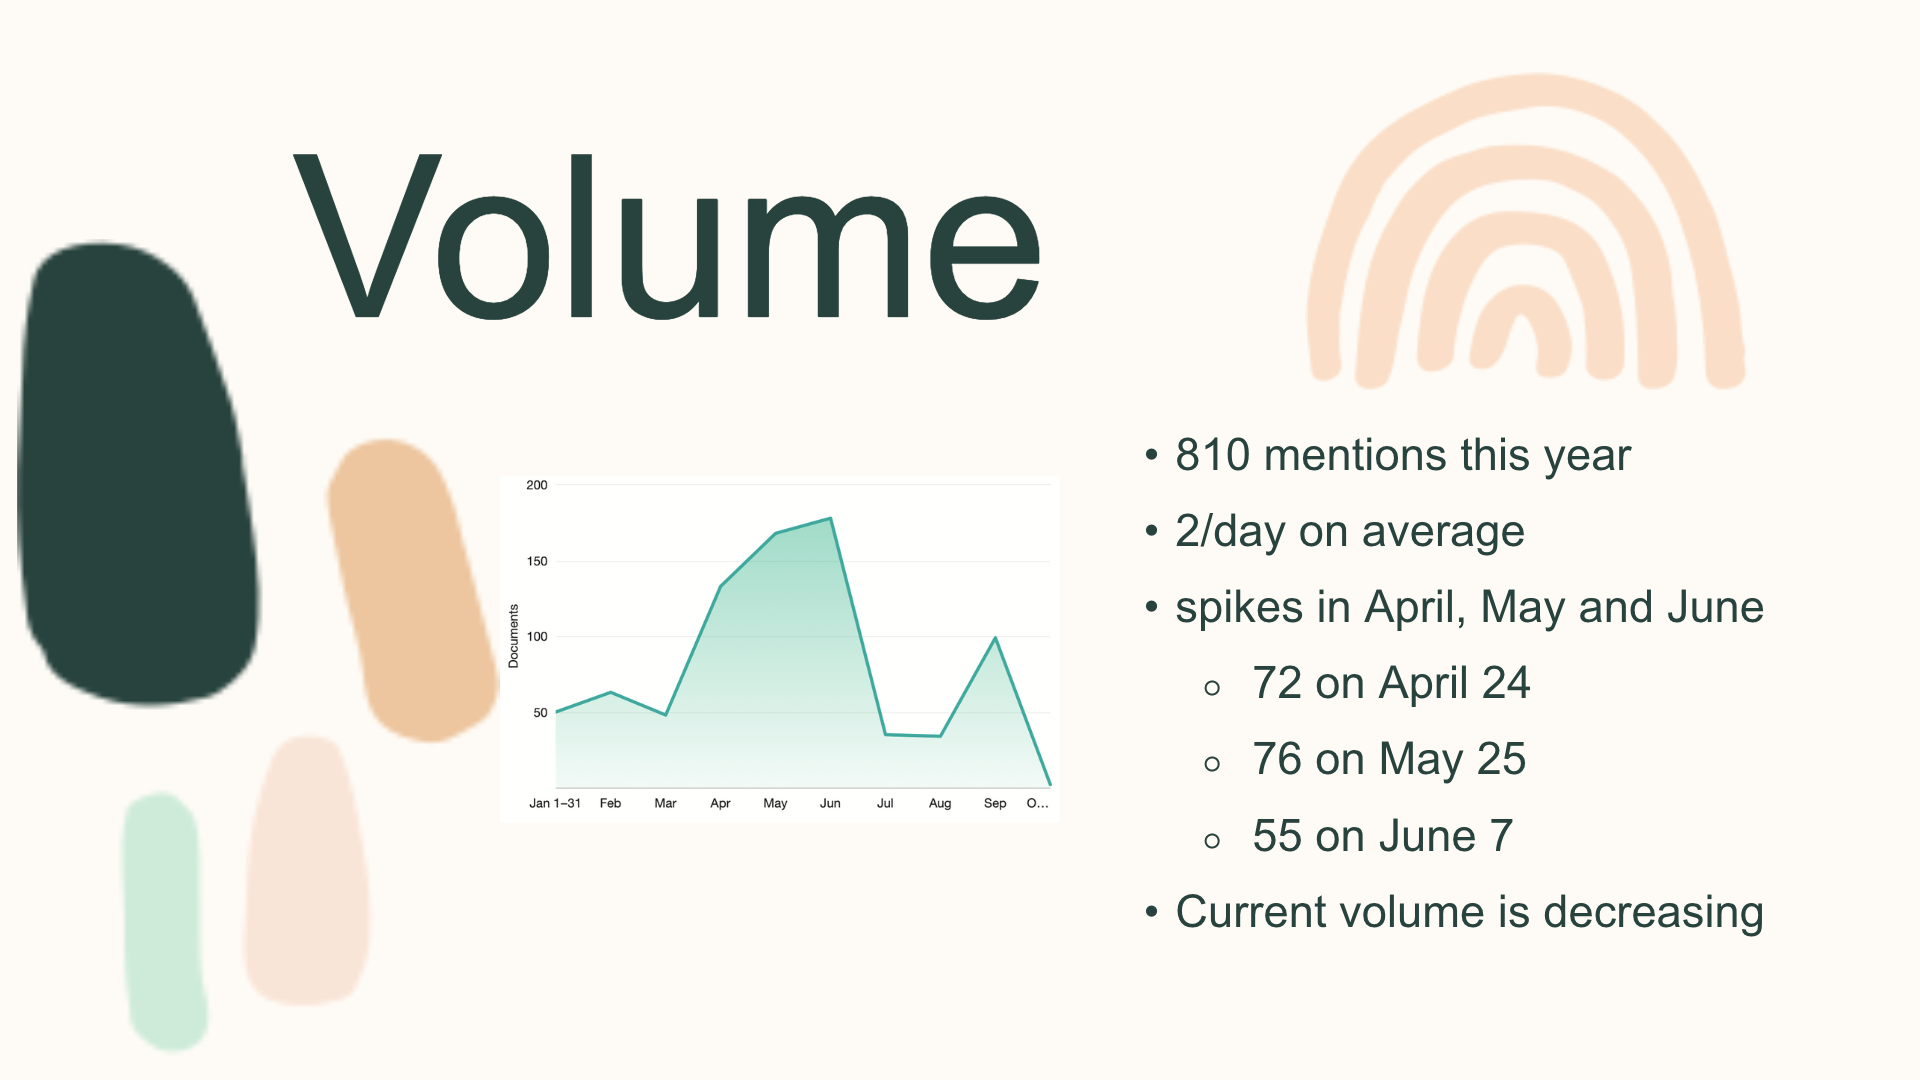 Volume
200
150
100
50
Documents
Jan 1–31 Feb Mar Apr May Jun Jul Aug Sep O...
• 810 mentions this year
• 2/day on average
• spikes in April, May and June
○ 72 on April 24
○ 76 on May 25
○ 55 on June 7
• Current volume is decreasing